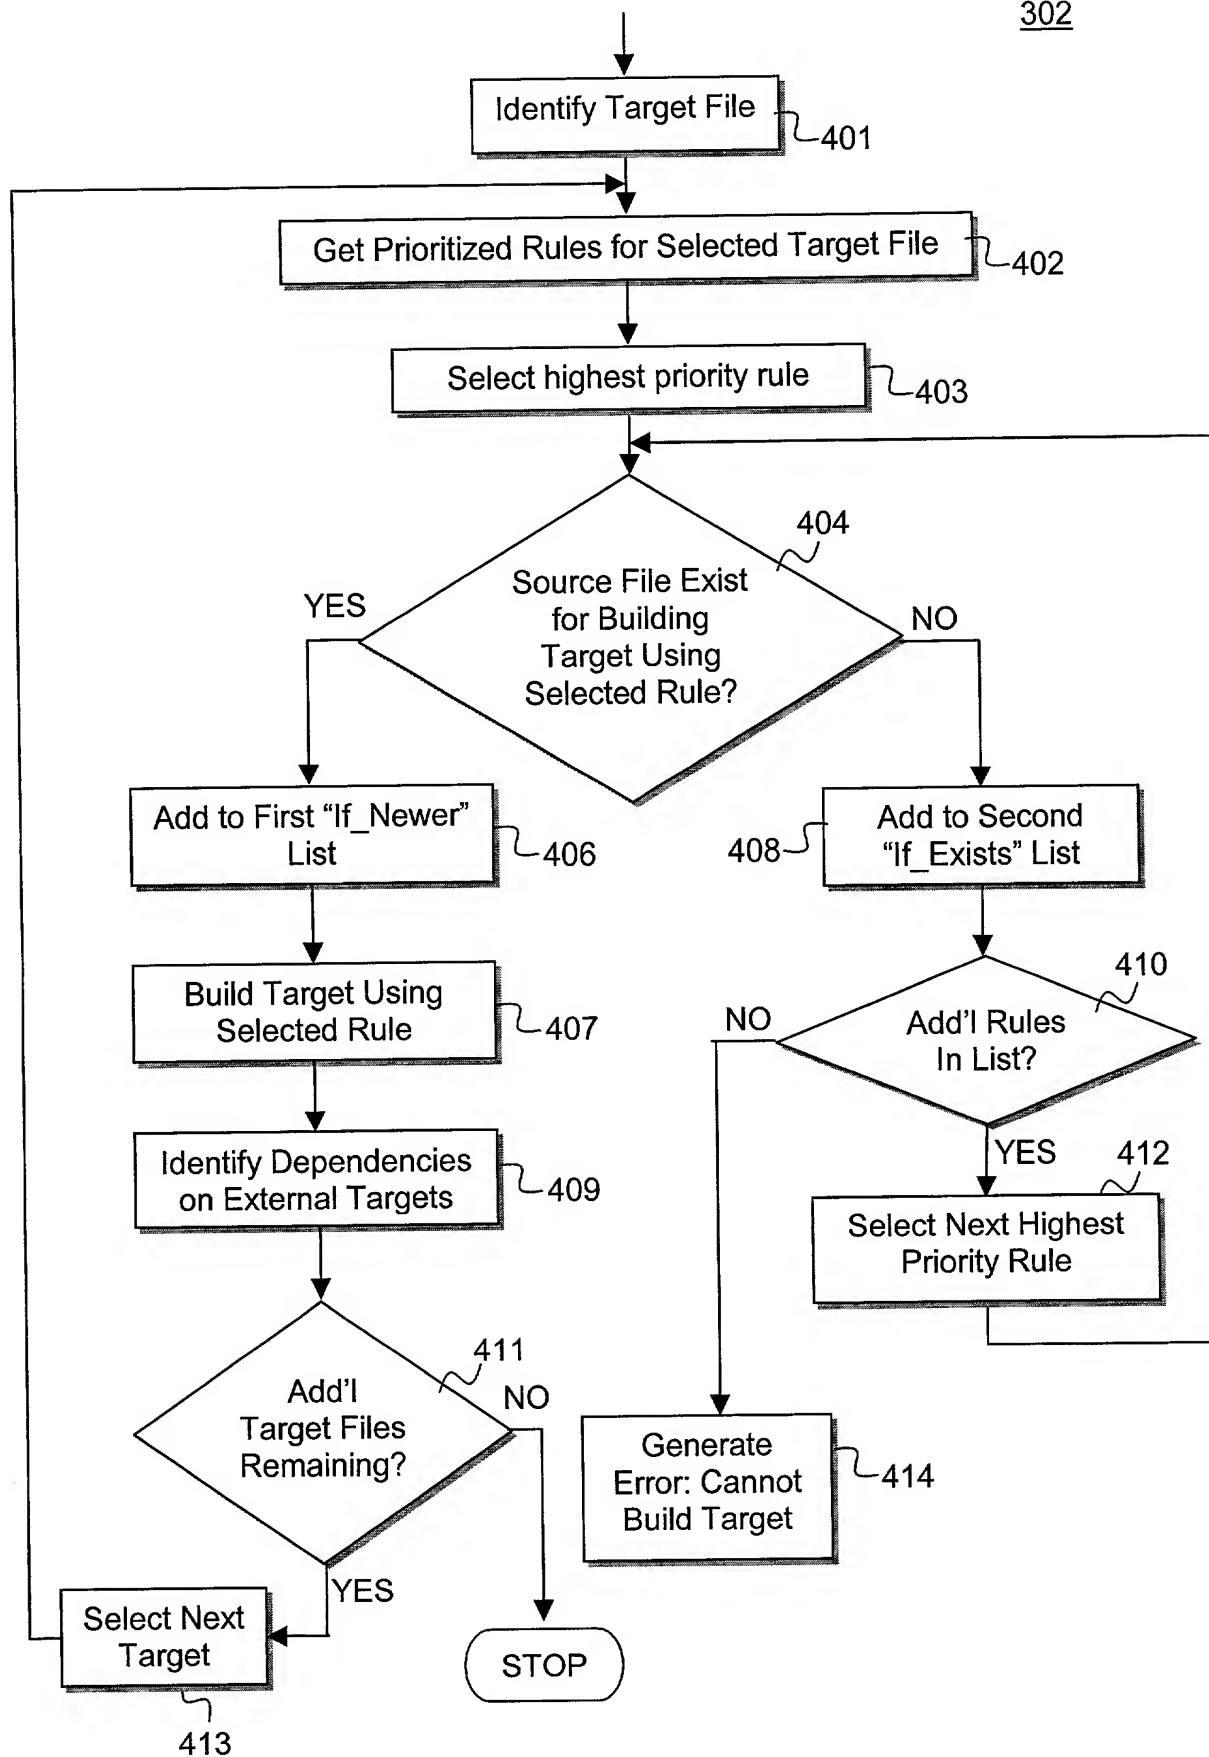 302
Identify Target File
401
Get Prioritized Rules for Selected Target File
402
Select highest priority rule
403
404
Source File Exist
for Building
Target Using
Selected Rule?
YES
NO
Add to First “If_Newer”
List
406
Add to Second
“If_Exists” List
408
Build Target Using
Selected Rule
407
410
Add’l Rules
In List?
NO
YES
Identify Dependencies
on External Targets
409
412
Select Next Highest
Priority Rule
411
Add’l
Target Files
Remaining?
NO
YES
Generate
Error: Cannot
Build Target
414
Select Next
Target
413
STOP